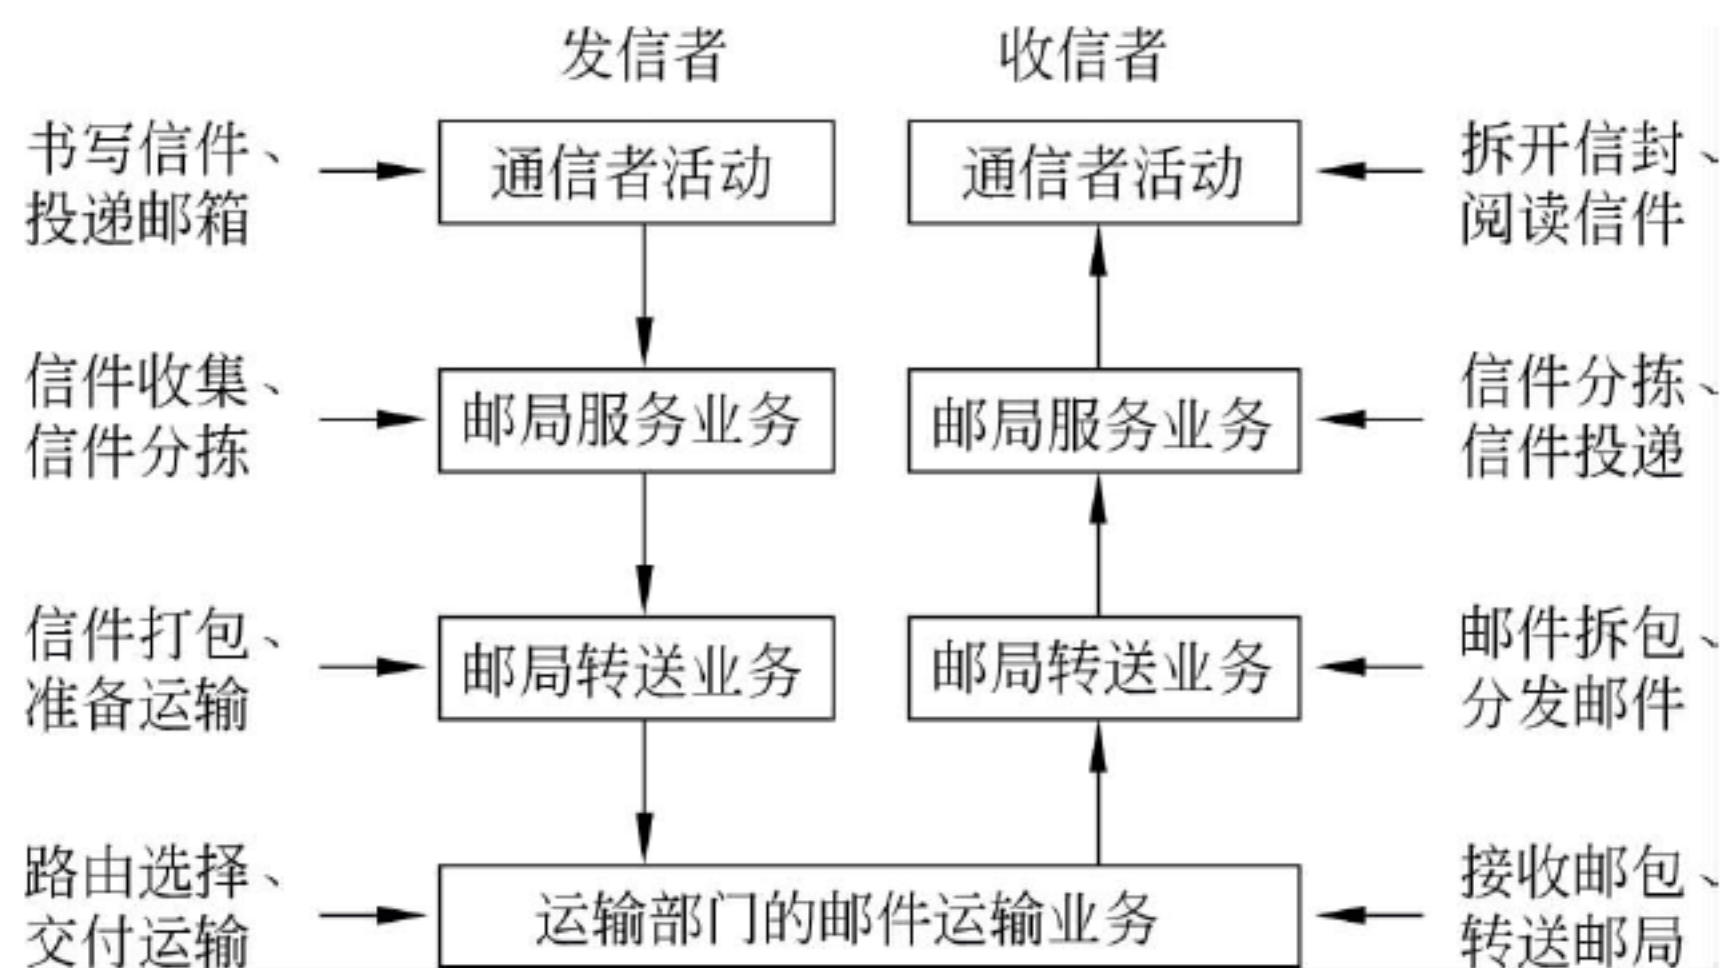 发信者
收信者
书写信件、
投递邮箱
通信者活动
通信者活动
拆开信封、
阅读信件
信件收集、
信件分拣
邮局服务业务
邮局服务业务
信件分拣、
信件投递
信件打包、
准备运输
邮局转送业务
邮局转送业务
邮件拆包、
分发邮件
路由选择、
交付运输
运输部门的邮件运输业务
接收邮包、
转送邮局